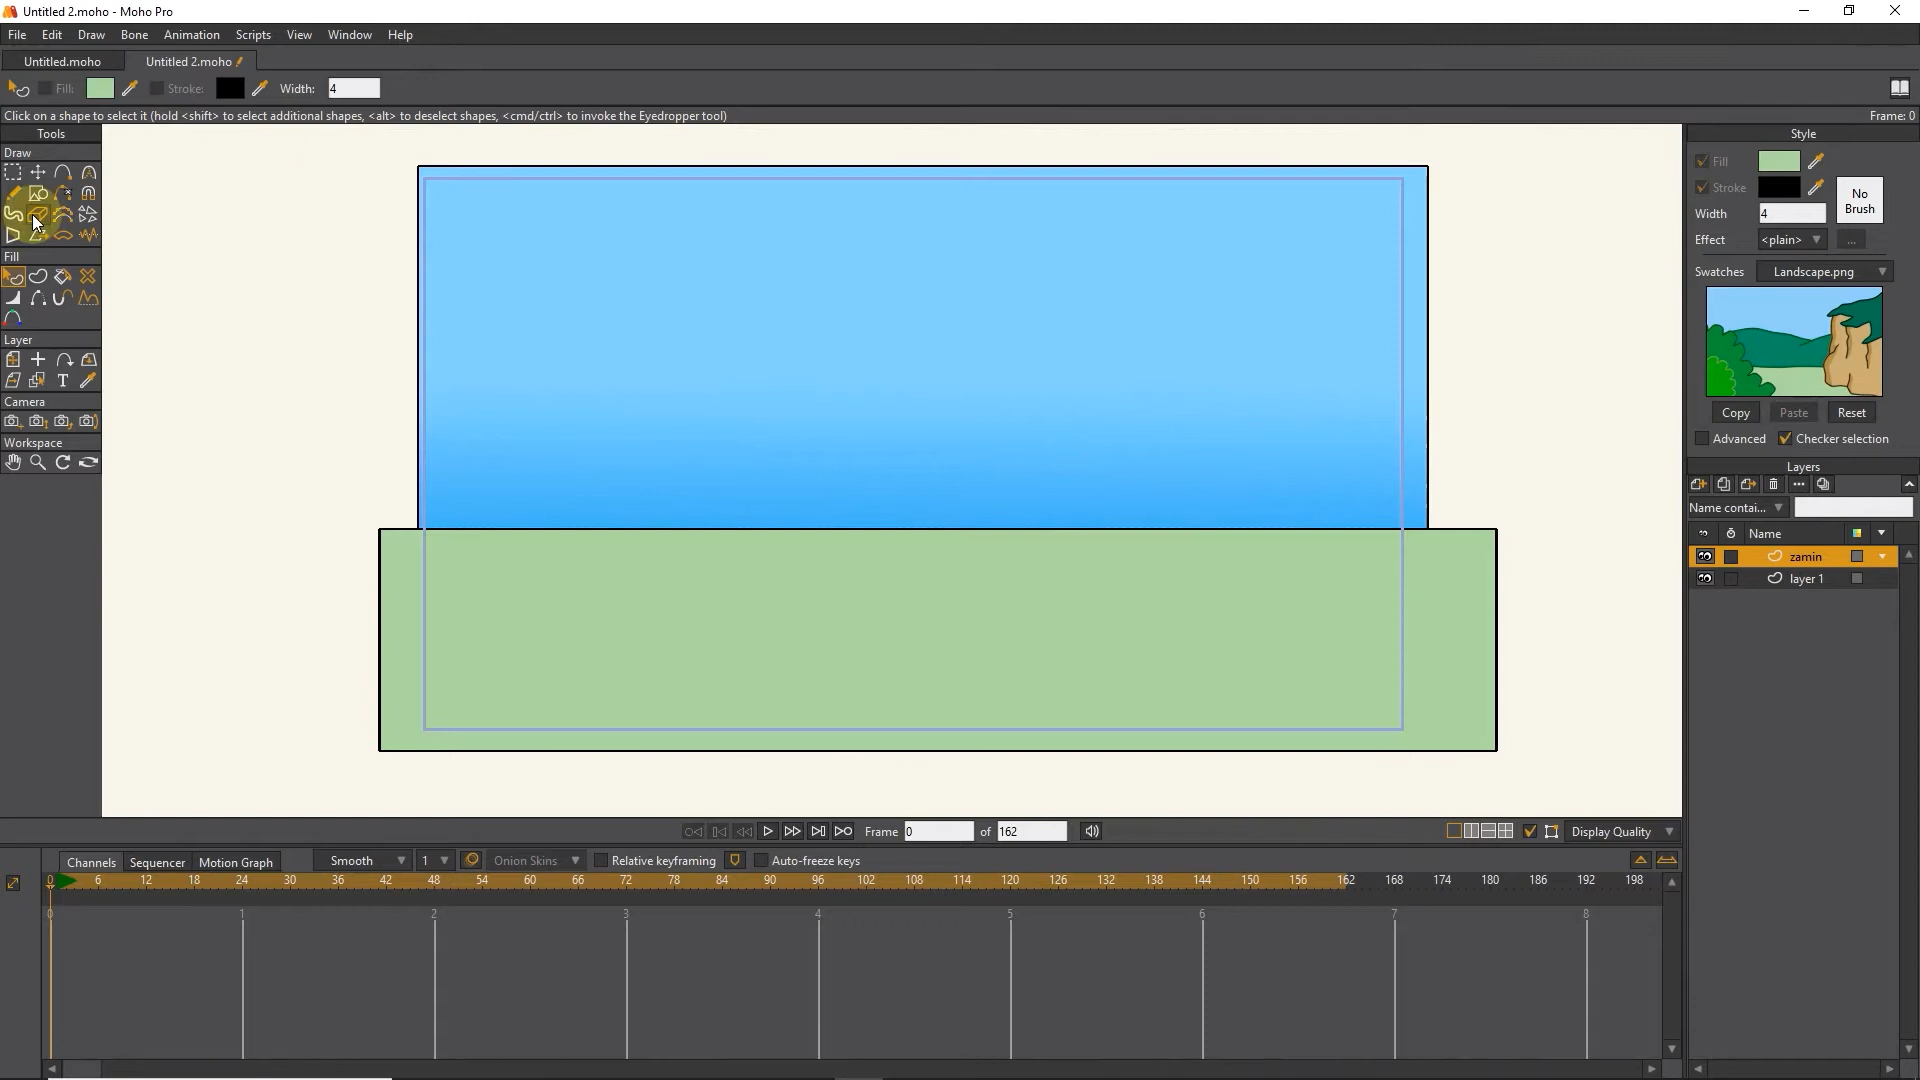 Untitled 2.moho - Moho Pro
File Edit Draw Bone Animation Scripts View Window Help
Untitled.moho Untitled 2.moho
Fill: Stroke: Width: 4
Click on a shape to select it (hold <shift> to select additional shapes, <alt> to deselect shapes, <cmd/ctrl> to invoke the Eyedropper tool) Frame: 0
Tools
Draw
Fill
Layer
T
Camera
Workspace
Style
Fill
Stroke
No
Brush
Width 4
Effect <plain> ...
Swatches Landscape.png
Copy Paste Reset
Advanced Checker selection
Layers
Name contai...
Name
zamin
layer 1
Frame 0 of 162 Display Quality
Channels Sequencer Motion Graph Smooth 1 Onion Skins Relative keyframing Auto-freeze keys
0 6 12 18 24 30 36 42 48 54 60 66 72 78 84 90 96 102 108 114 120 126 132 138 144 150 156 162 168 174 180 186 192 198
0 1 2 3 4 5 6 7 8